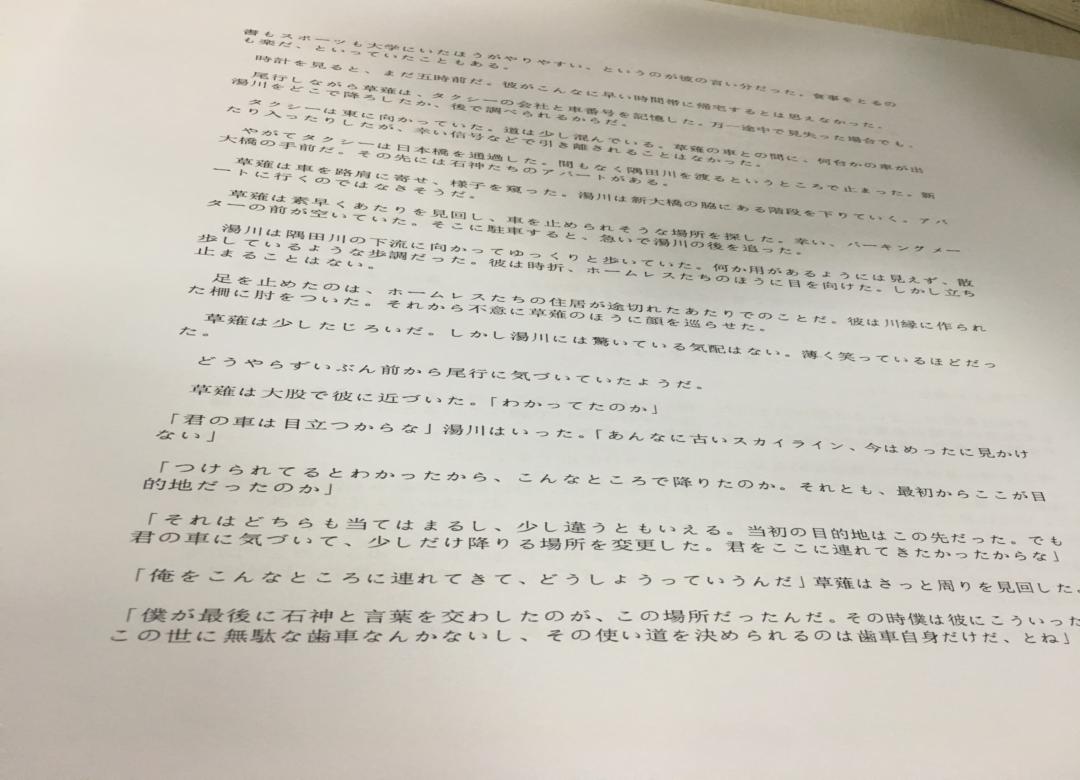 書もスポーツも大学にいたほうがやりやすい、というのが彼の言い分だった。食事をとるの
も楽だ、といっていたこともある。
時計を見ると、まだ五時前だ。彼がこんなに早い時間帯に帰宅するとは思えなかった。
尾行しながら草薙は、タクシーの会社と車番号を記憶した。万一途中で見失った場合でも、
湯川をどこで降ろしたか、後で調べられるからだ。
タクシーは東に向かっていた。道は少し混んでいる。草薙の車との間に、何台かの車が出
たり入ったりしたが、幸い信号などで引き離されることはなかった。
やがてタクシーは日本橋を通過した。間もなく隅田川を渡るというところで止まった。新
大橋の手前だ。その先には石神たちのアパートがある。
草薙は車を路肩に寄せ、様子を窺った。湯川は新大橋の脇にある階段を下りていく。アパ
ートに行くのではなさそうだ。
草薙は素早くあたりを見回し、車を止められそうな場所を探した。幸い、パーキングメー
ターの前が空いていた。そこに駐車すると、急いで湯川の後を追った。
湯川は隅田川の下流に向かってゆっくりと歩いていた。何か用があるようには見えず、散
歩しているような歩調だった。彼は時折、ホームレスたちのほうに目を向けた。しかし立ち
止まることはない。
足を止めたのは、ホームレスたちの住居が途切れたあたりでのことだ。彼は川縁に作られ
た柵に肘をついた。それから不意に草薙のほうに顔を巡らせた。
草薙は少したじろいだ。しかし湯川には驚いている気配はない。薄く笑っているほどだっ
た。
どうやらずいぶん前から尾行に気づいていたようだ。
草薙は大股で彼に近づいた。「わかってたのか」
「君の車は目立つからな」湯川はいった。「あんなに古いスカイライン、今はめったに見かけ
ない」
「つけられてるとわかったから、こんなところで降りたのか。それとも、最初からここが目
的地だったのか」
「それはどちらも当てはまるし、少し違うともいえる。当初の目的地はこの先だった。でも
君の車に気づいて、少しだけ降りる場所を変更した。君をここに連れてきたかったからな」
「俺をこんなところに連れてきて、どうしようっていうんだ」草薙はさっと周りを見回した。
「僕が最後に石神と言葉を交わしたのが、この場所だったんだ。その時僕は彼にこういった
この世に無駄な歯車なんかないし、その使い道を決められるのは歯車自身だけだ、とね」